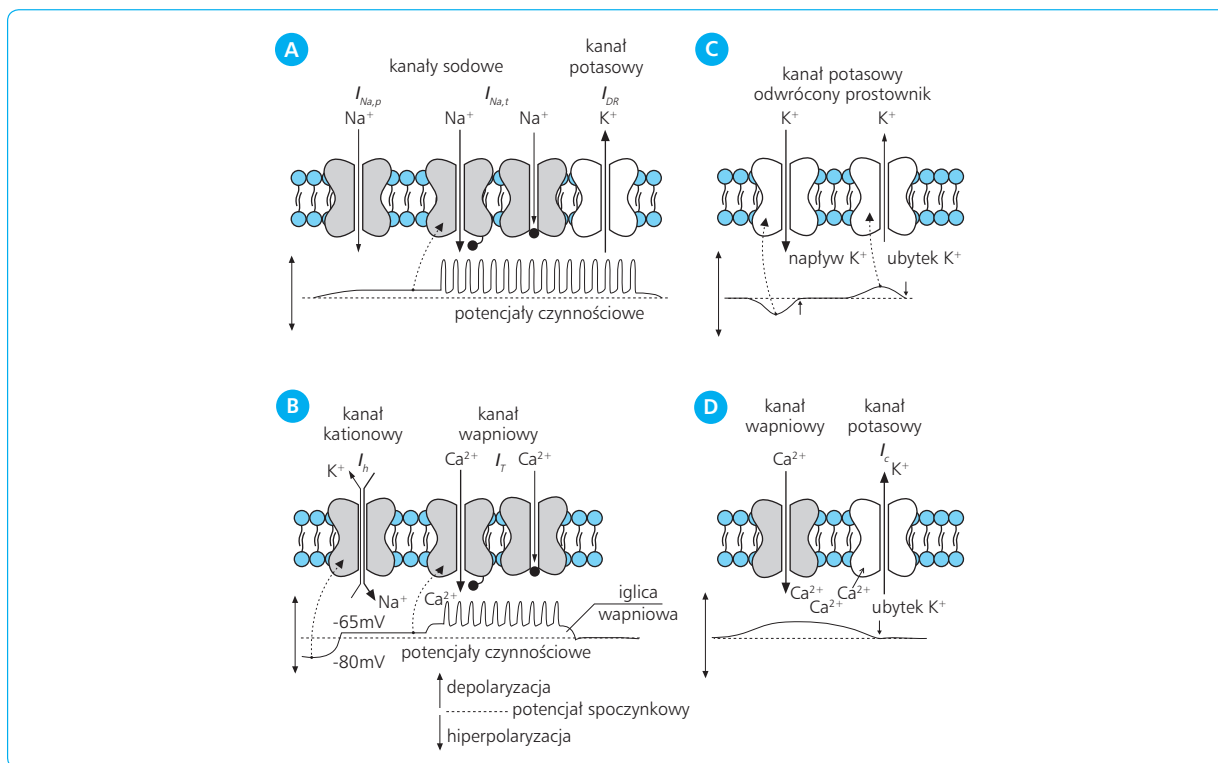 A
kanały sodowe
kanał
potasowy
I_Na,p
I_Na,t
I_DR
Na⁺
Na⁺
Na⁺
K⁺
potencjały czynnościowe
C
kanał potasowy
odwrócony prostownik
K⁺
K⁺
napływ K⁺
ubytek K⁺
B
kanał
kationowy
kanał
wapniowy
I_h
K⁺
Ca²⁺
I_T
Ca²⁺
Na⁺
Ca²⁺
iglica
wapniowa
-65mV
-80mV
potencjały czynnościowe
depolaryzacja
potencjał spoczynkowy
hiperpolaryzacja
D
kanał
wapniowy
kanał
potasowy
Ca²⁺
I_c
K⁺
Ca²⁺
Ca²⁺
Ca²⁺
ubytek K⁺